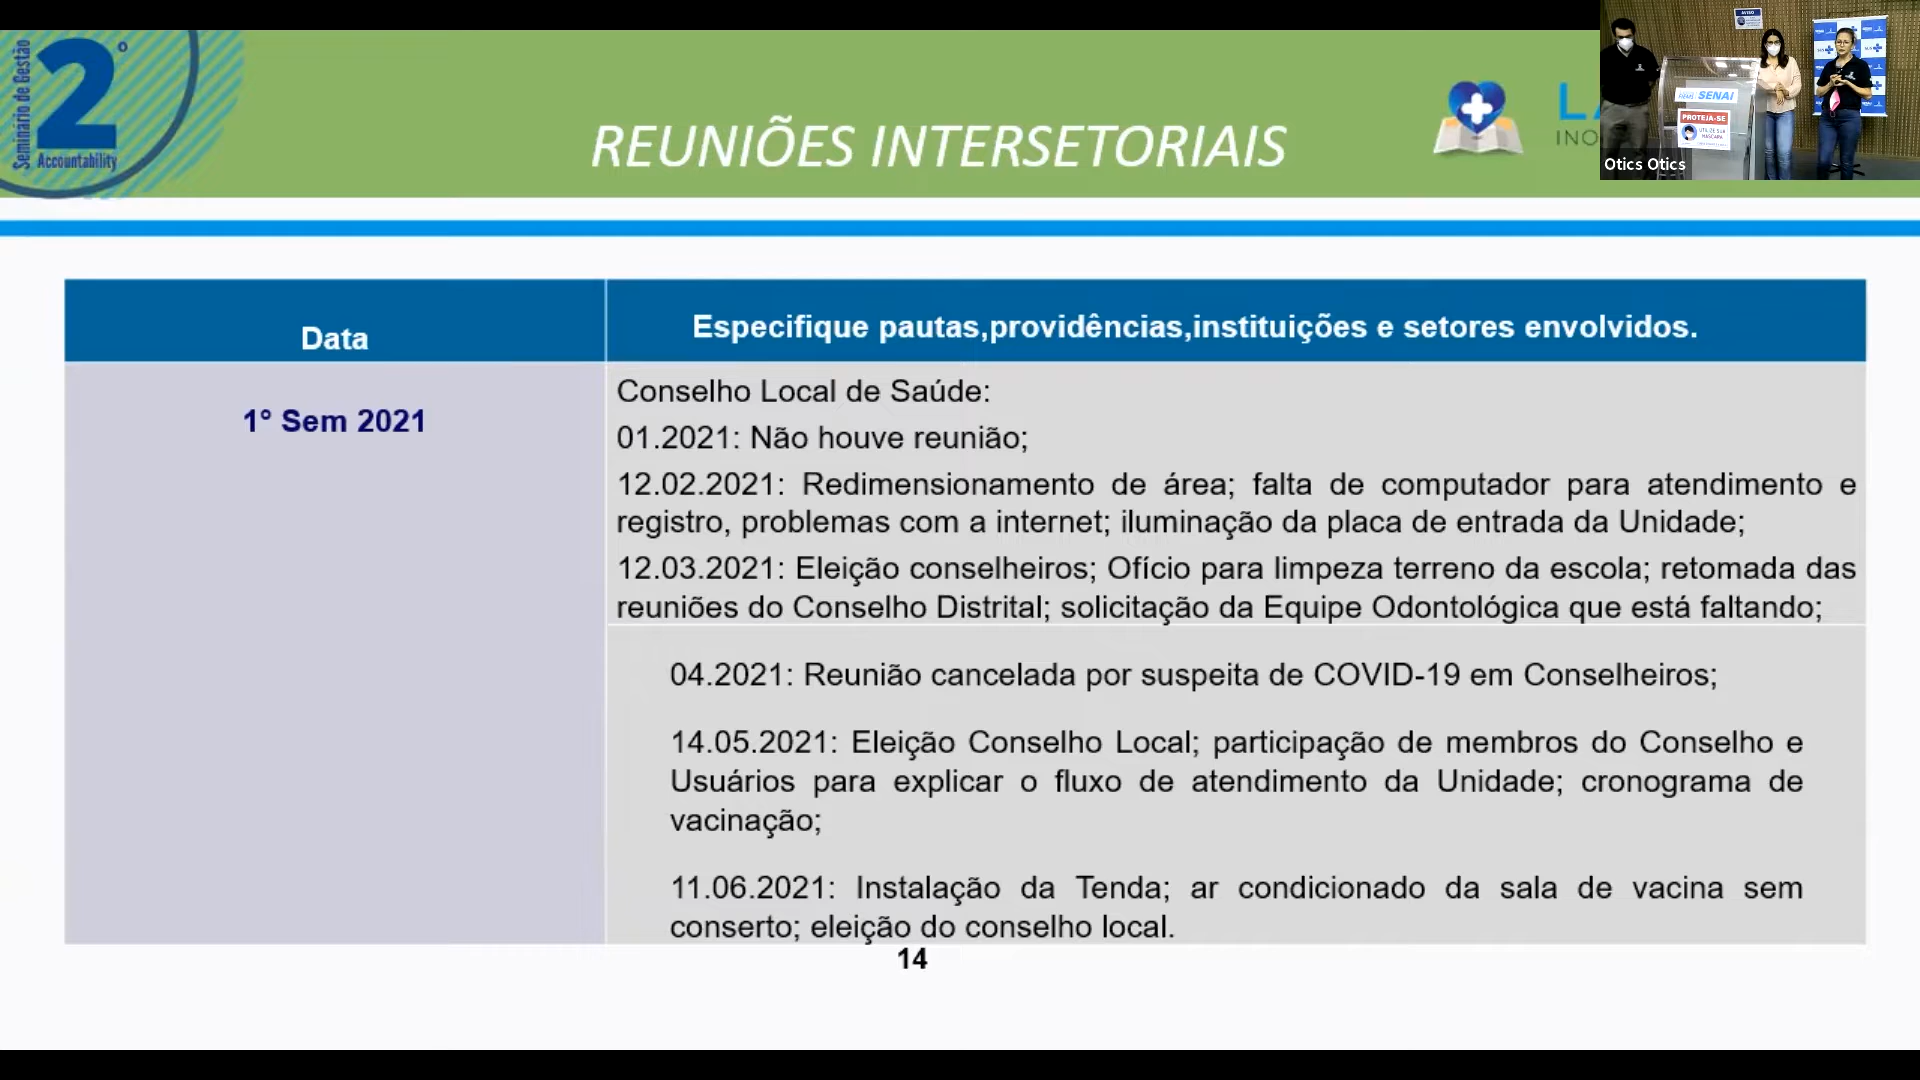 Seminário de Gestão
2º
Accountability
REUNIÕES INTERSETORIAIS
AVISO
SENAI
PROTEJA-SE
UTILIZE SUA
MÁSCARA
Otics Otics
Data
Especifique pautas,providências,instituições e setores envolvidos.
1° Sem 2021
Conselho Local de Saúde:
01.2021: Não houve reunião;
12.02.2021: Redimensionamento de área; falta de computador para atendimento e
registro, problemas com a internet; iluminação da placa de entrada da Unidade;
12.03.2021: Eleição conselheiros; Ofício para limpeza terreno da escola; retomada das
reuniões do Conselho Distrital; solicitação da Equipe Odontológica que está faltando;
04.2021: Reunião cancelada por suspeita de COVID-19 em Conselheiros;
14.05.2021: Eleição Conselho Local; participação de membros do Conselho e
Usuários para explicar o fluxo de atendimento da Unidade; cronograma de
vacinação;
11.06.2021: Instalação da Tenda; ar condicionado da sala de vacina sem
conserto; eleição do conselho local.
14